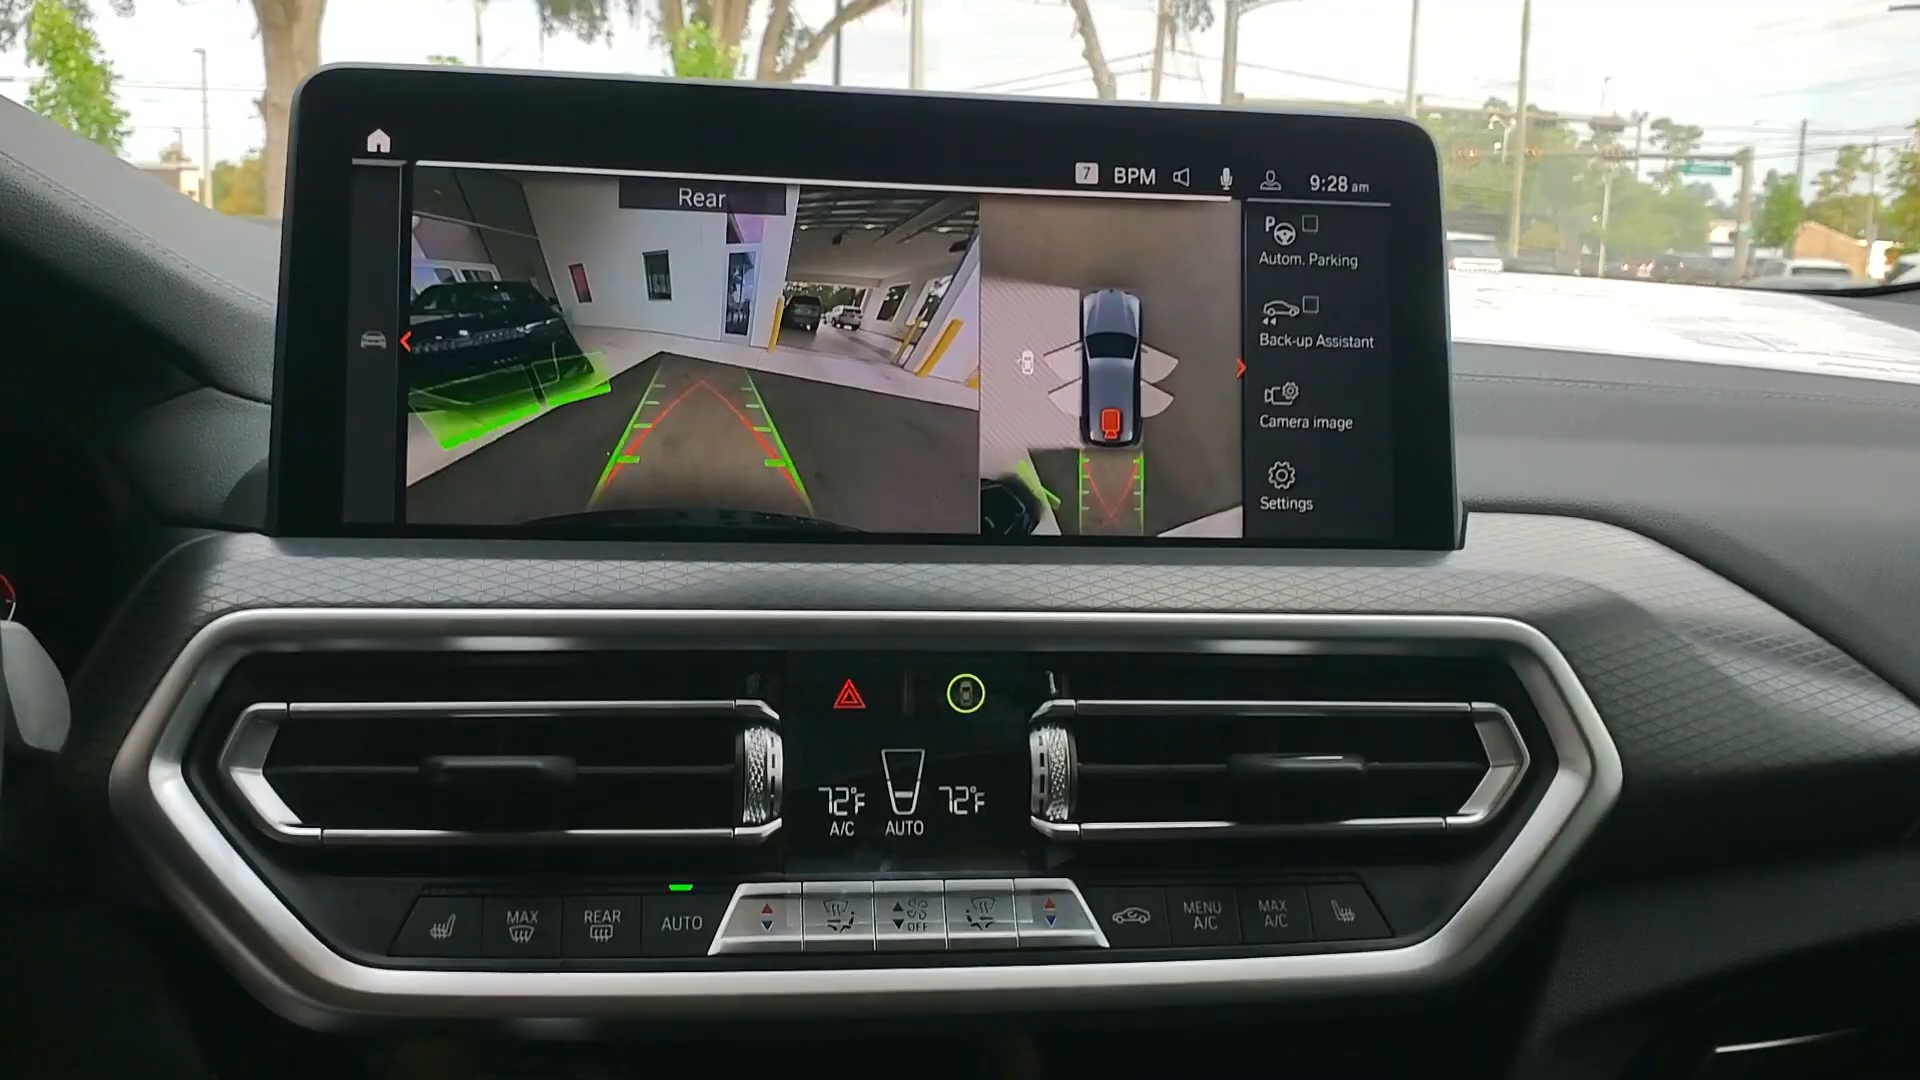 Rear
7 BPM 9:28 am
P
Autom. Parking
Back-up Assistant
Camera image
Settings
72°F 72°F
A/C AUTO
MAX
REAR
AUTO
OFF
MENU
A/C
MAX
A/C